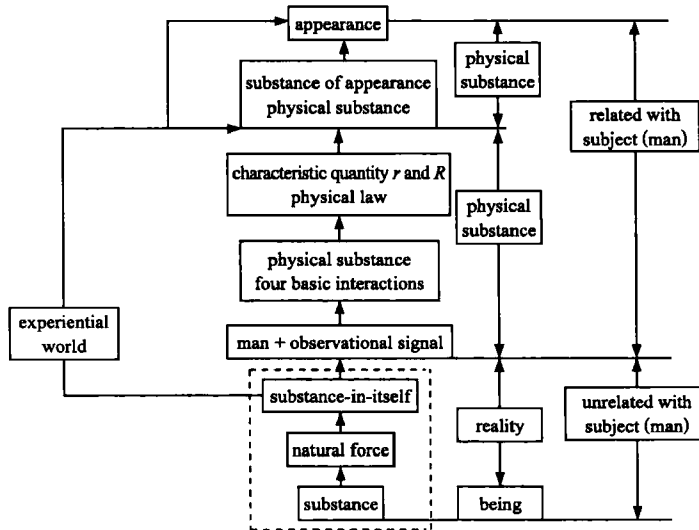 appearance
physical
substance
substance of appearance
physical substance
related with
subject (man)
characteristic quantity r and R
physical law
physical
substance
physical substance
four basic interactions
experiential
world
man + observational signal
substance-in-itself
unrelated with
subject (man)
reality
natural force
substance
being